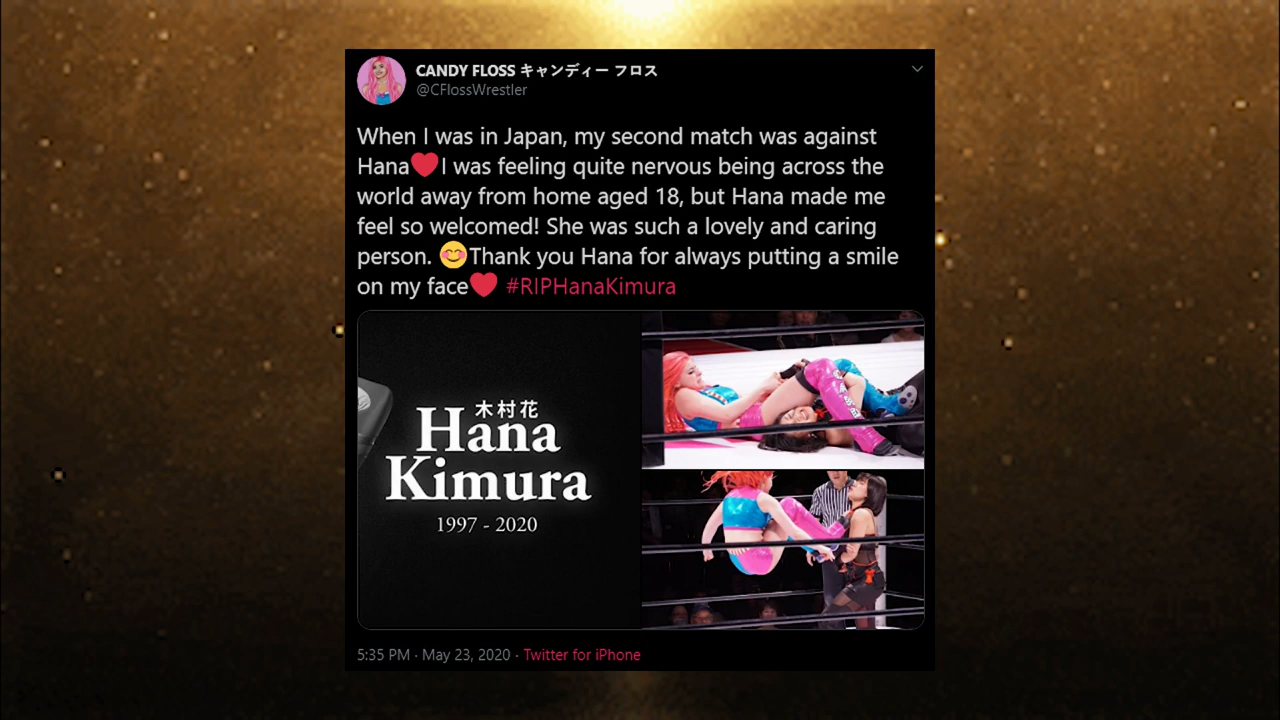 CANDY FLOSS キャンディー フロス
@CFlossWrestler
When I was in Japan, my second match was against
Hana❤️I was feeling quite nervous being across the
world away from home aged 18, but Hana made me
feel so welcomed! She was such a lovely and caring
person. 😊Thank you Hana for always putting a smile
on my face❤️ #RIPHanaKimura
木村花
Hana
Kimura
1997 - 2020
5:35 PM · May 23, 2020 · Twitter for iPhone